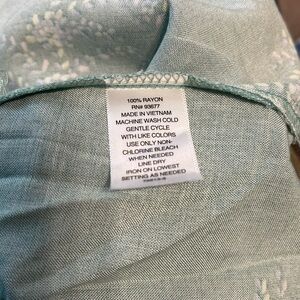 100% RAYON
RN# 93677
MADE IN VIETNAM
MACHINE WASH COLD
GENTLE CYCLE
WITH LIKE COLORS
USE ONLY NON-
CHLORINE BLEACH
WHEN NEEDED
LINE DRY
IRON ON LOWEST
SETTING AS NEEDED